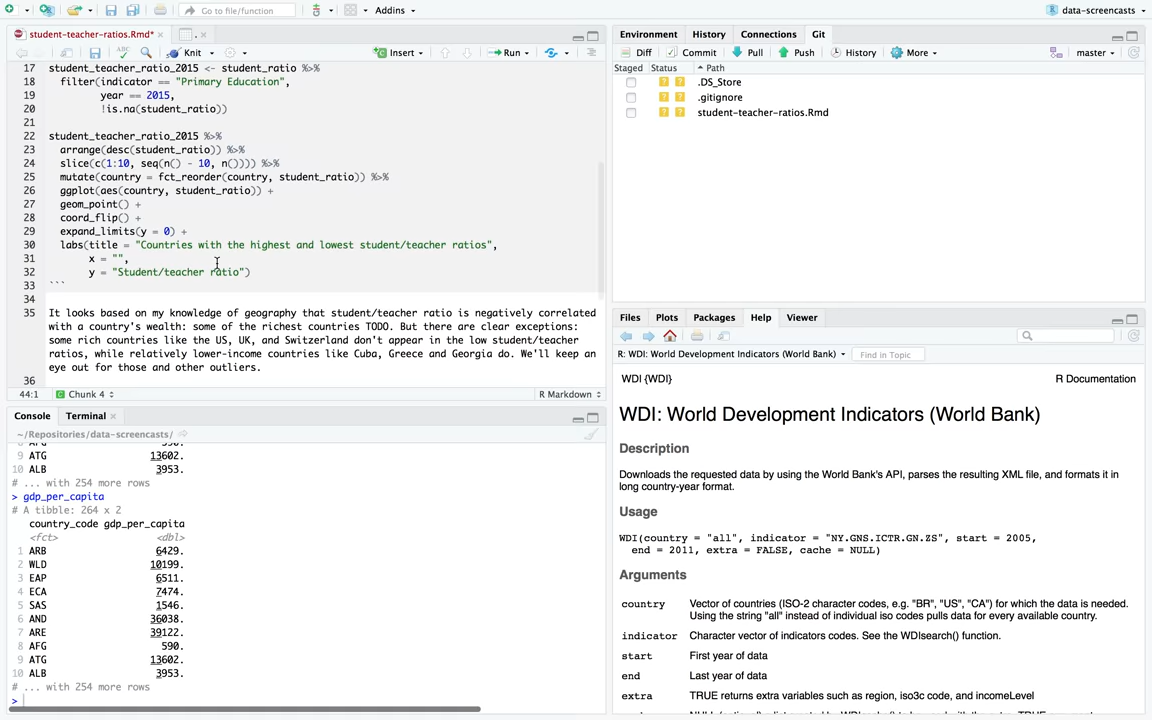 Go to file/function
Addins
data-screencasts
student-teacher-ratios.Rmd*
Knit
Insert
Run
17 student_teacher_ratio_2015 <- student_ratio %>%
18 filter(indicator == "Primary Education",
19 year == 2015,
20 !is.na(student_ratio))
21
22 student_teacher_ratio_2015 %>%
23 arrange(desc(student_ratio)) %>%
24 slice(c(1:10, seq(n() - 10, n()))) %>%
25 mutate(country = fct_reorder(country, student_ratio)) %>%
26 ggplot(aes(country, student_ratio)) +
27 geom_point() +
28 coord_flip() +
29 expand_limits(y = 0) +
30 labs(title = "Countries with the highest and lowest student/teacher ratios",
31 x = "",
32 y = "Student/teacher ratio")
33 ```
34
35 It looks based on my knowledge of geography that student/teacher ratio is negatively correlated
with a country's wealth: some of the richest countries TODO. But there are clear exceptions:
some rich countries like the US, UK, and Switzerland don't appear in the low student/teacher
ratios, while relatively lower-income countries like Cuba, Greece and Georgia do. We'll keep an
eye out for those and other outliers.
36
44:1 Chunk 4 R Markdown
Console Terminal
~/Repositories/data-screencasts/
8 AFG 590.
9 ATG 13602.
10 ALB 3953.
# ... with 254 more rows
> gdp_per_capita
# A tibble: 264 x 2
country_code gdp_per_capita
<fct> <dbl>
1 ARB 6429.
2 WLD 10199.
3 EAP 6511.
4 ECA 7474.
5 SAS 1546.
6 AND 36038.
7 ARE 39122.
8 AFG 590.
9 ATG 13602.
10 ALB 3953.
# ... with 254 more rows
>
Environment History Connections Git
Diff Commit Pull Push History More master
Staged Status Path
? ? .DS_Store
? ? .gitignore
? ? student-teacher-ratios.Rmd
Files Plots Packages Help Viewer
R: WDI: World Development Indicators (World Bank) Find in Topic
WDI {WDI} R Documentation
WDI: World Development Indicators (World Bank)
Description
Downloads the requested data by using the World Bank's API, parses the resulting XML file, and formats it in
long country-year format.
Usage
WDI(country = "all", indicator = "NY.GNS.ICTR.GN.ZS", start = 2005,
end = 2011, extra = FALSE, cache = NULL)
Arguments
country Vector of countries (ISO-2 character codes, e.g. "BR", "US", "CA") for which the data is needed.
Using the string "all" instead of individual iso codes pulls data for every available country.
indicator Character vector of indicators codes. See the WDIsearch() function.
start First year of data
end Last year of data
extra TRUE returns extra variables such as region, iso3c code, and incomeLevel